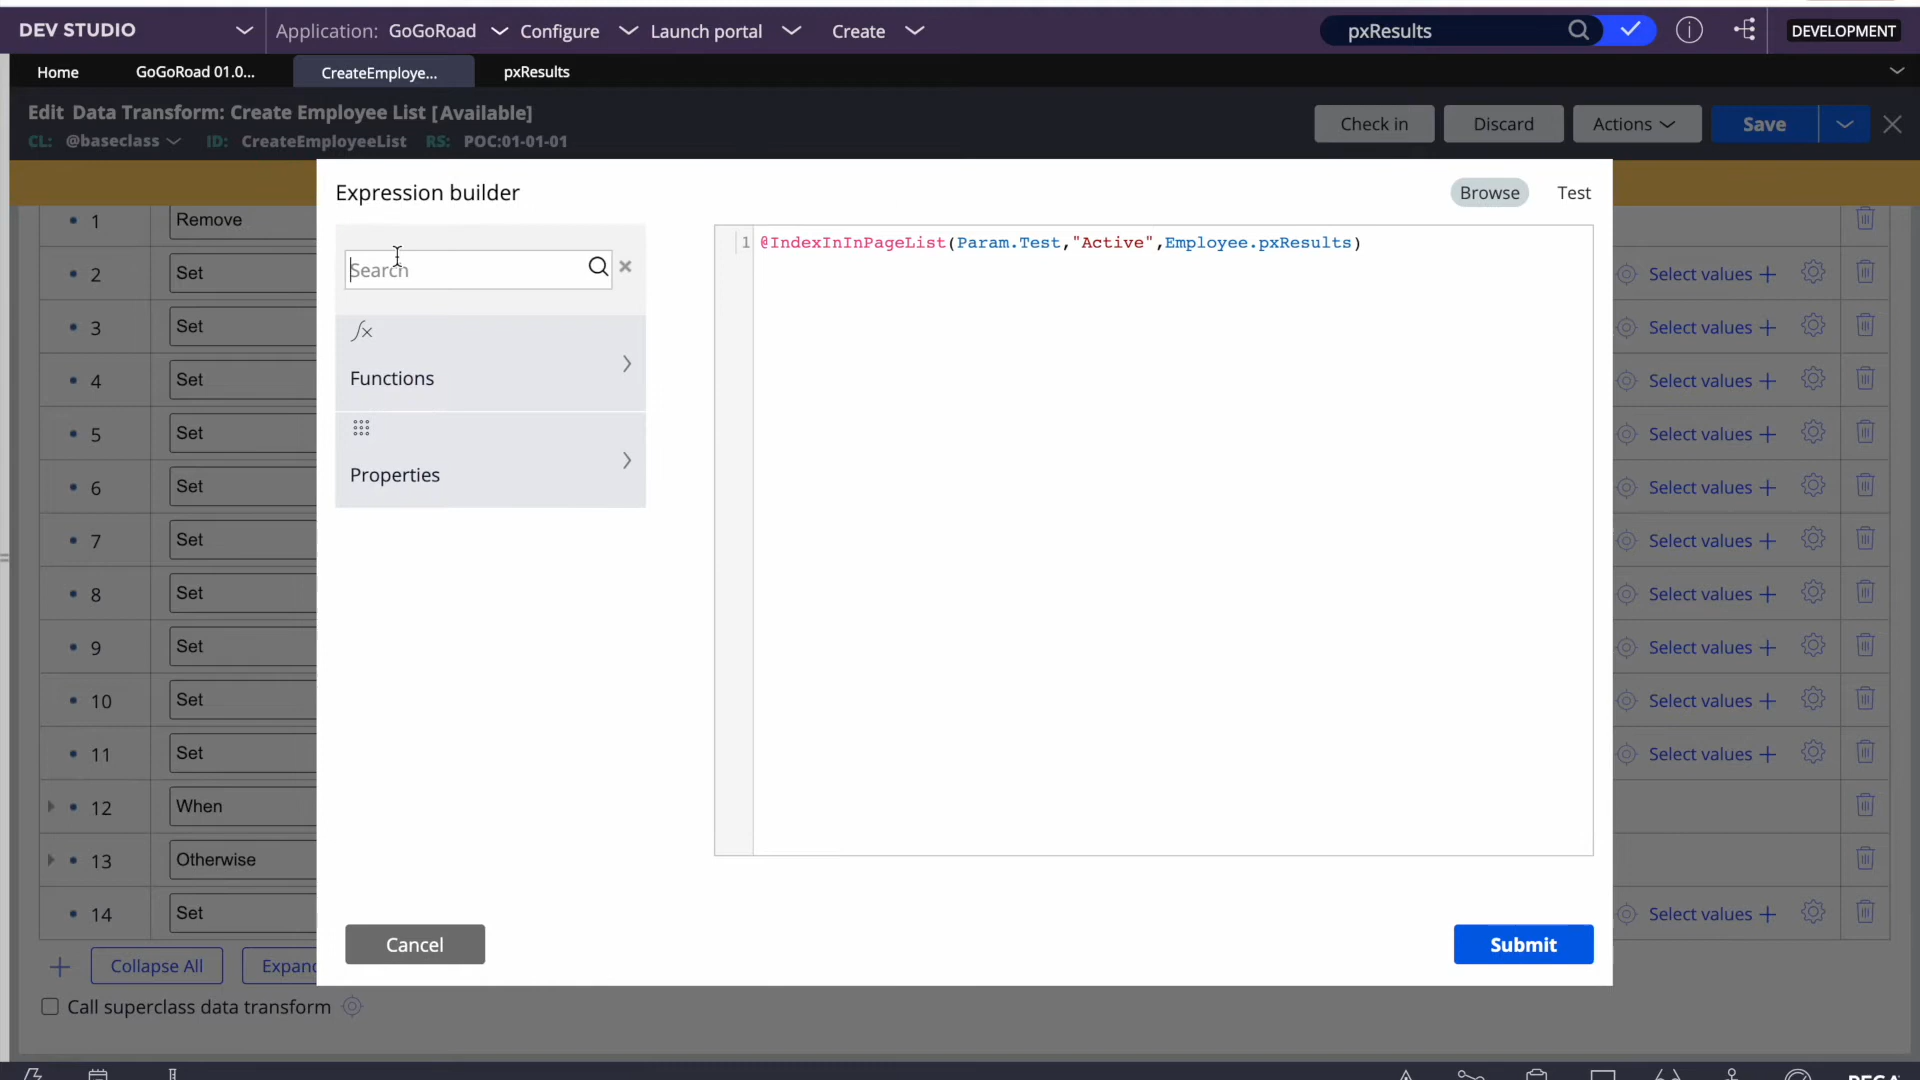 DEV STUDIO
Application: GoGoRoad
Configure
Launch portal
Create
pxResults
DEVELOPMENT
Home
GoGoRoad 01.0...
CreateEmploye...
pxResults
Edit Data Transform: Create Employee List [Available]
CL: @baseclass ID: CreateEmployeeList RS: POC:01-01-01
Check in
Discard
Actions
Save
Expression builder
Browse
Test
Search
Functions
Properties
1 @IndexInInPageList(Param.Test,"Active",Employee.pxResults)
Cancel
Submit
1 Remove
2 Set Select values
3 Set Select values
4 Set Select values
5 Set Select values
6 Set Select values
7 Set Select values
8 Set Select values
9 Set Select values
10 Set Select values
11 Set Select values
12 When
13 Otherwise
14 Set Select values
Collapse All
Call superclass data transform